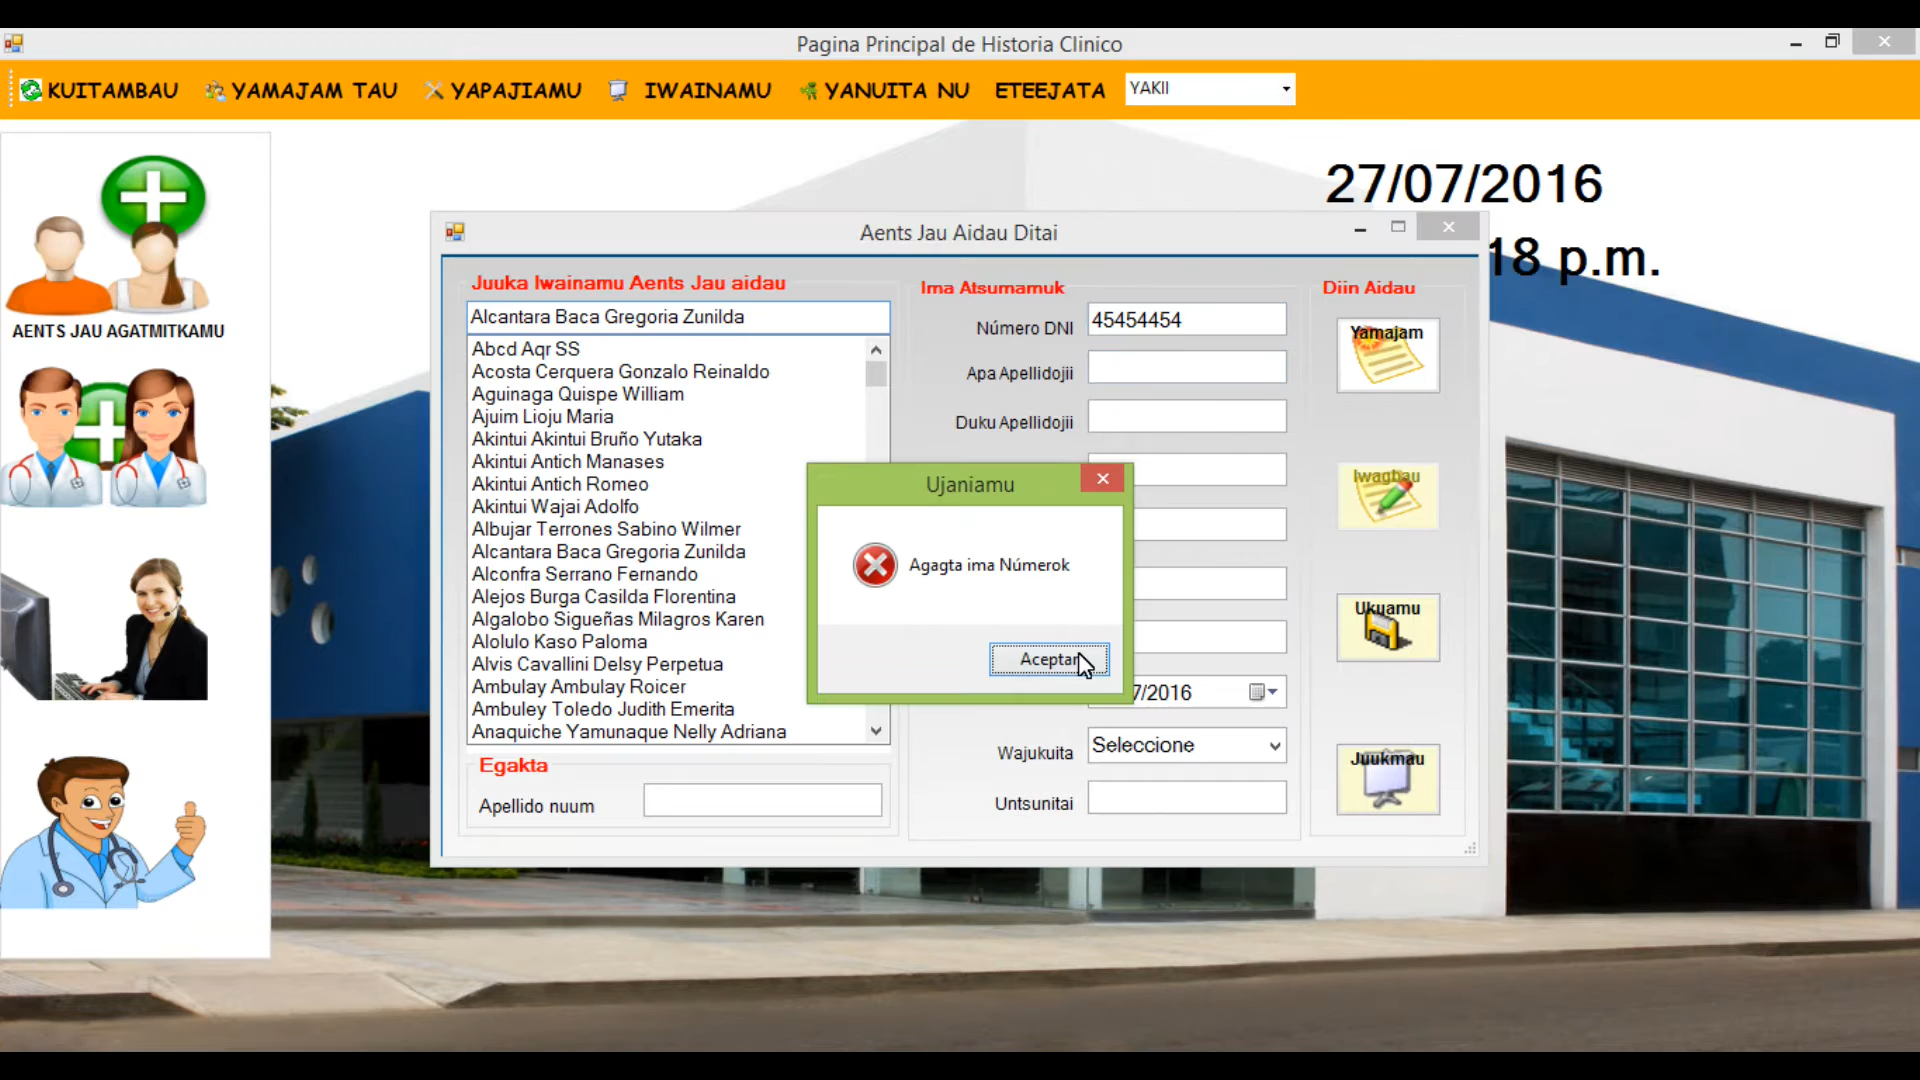 Pagina Principal de Historia Clinico
KUITAMBAU YAMAJAM TAU YAPAJIAMU IWAINAMU YANUITA NU ETEEJATA YAKII
27/07/2016
18 p.m.
AENTS JAU AGATMITKAMU
Aents Jau Aidau Ditai
Juuka Iwainamu Aents Jau aidau
Alcantara Baca Gregoria Zunilda
Abcd Aqr SS
Acosta Cerquera Gonzalo Reinaldo
Aguinaga Quispe William
Ajuim Lioju Maria
Akintui Akintui Bruño Yutaka
Akintui Antich Manases
Akintui Antich Romeo
Akintui Wajai Adolfo
Albujar Terrones Sabino Wilmer
Alcantara Baca Gregoria Zunilda
Alconfra Serrano Fernando
Alejos Burga Casilda Florentina
Algalobo Sigueñas Milagros Karen
Alolulo Kaso Paloma
Alvis Cavallini Delsy Perpetua
Ambulay Ambulay Roicer
Ambuley Toledo Judith Emerita
Anaquiche Yamunaque Nelly Adriana
Egakta
Apellido nuum
Ima Atsumamuk
Número DNI 45454454
Apa Apellidojii
Duku Apellidojii
7/2016
Wajukuita Seleccione
Untsunitai
Diin Aidau
Yamajam
Iwagbau
Ukuamu
Juukmau
Ujaniamu
Agagta ima Númerok
Aceptar